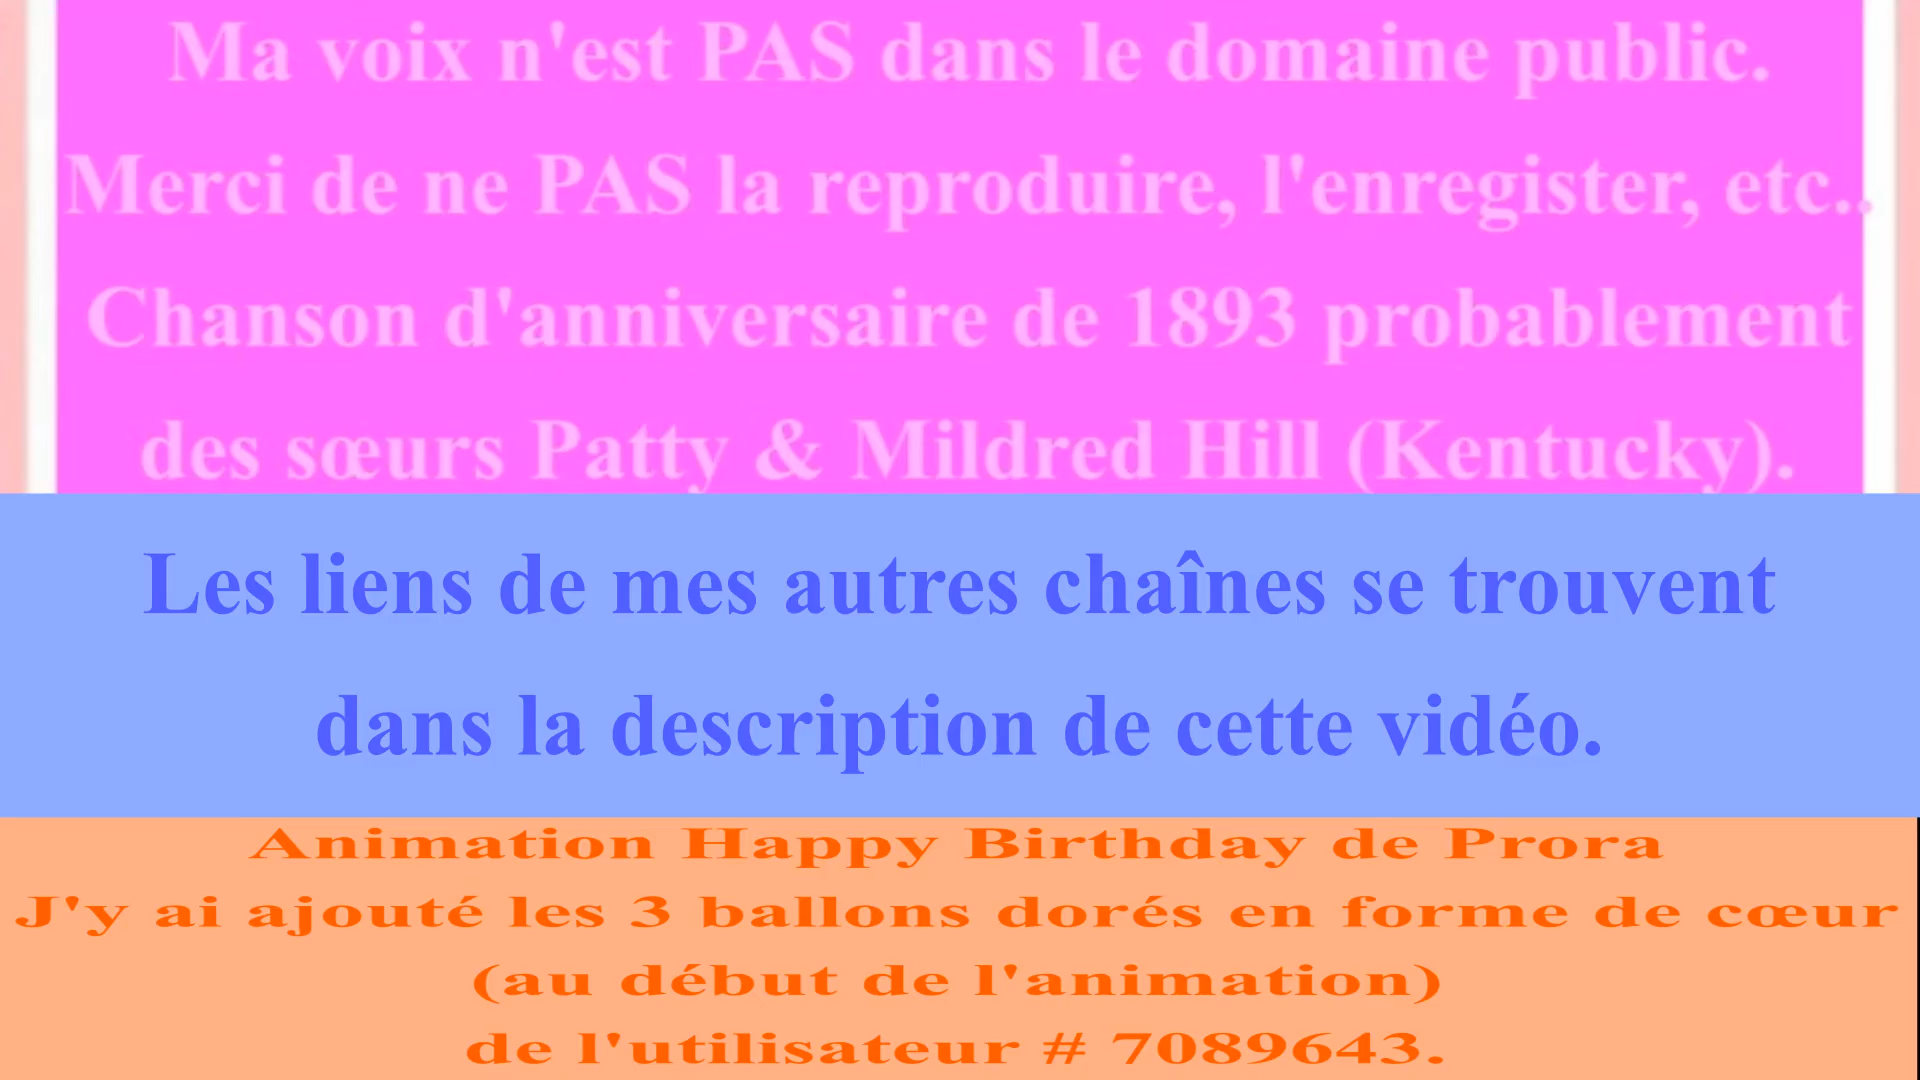 Ma voix n'est PAS dans le domaine public.
Merci de ne PAS la reproduire, l'enregister, etc..
Chanson d'anniversaire de 1893 probablement
des sœurs Patty & Mildred Hill (Kentucky).
Les liens de mes autres chaînes se trouvent
dans la description de cette vidéo.
Animation Happy Birthday de Prora
J'y ai ajouté les 3 ballons dorés en forme de cœur
(au début de l'animation)
de l'utilisateur # 7089643.